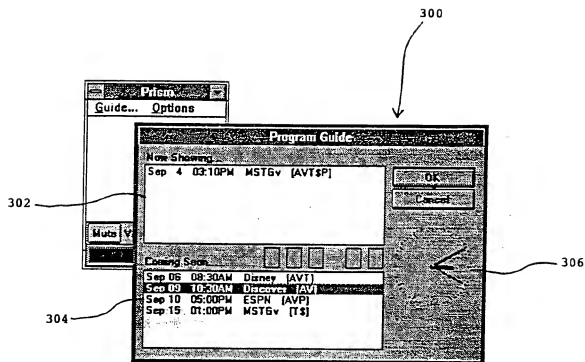 300
Prism
Guide... Options
Program Guide
Now Showing...
Sep 4 03:10PM MSTGv [AVT$P]
OK
Cancel
302
Mute
Coming Soon...
306
Sep 06 08:30AM Disney [AVT]
Sep 09 10:30AM Discover [AV]
304
Sep 10 05:00PM ESPN [AVP]
Sep 15 01:00PM MSTGv [T$]